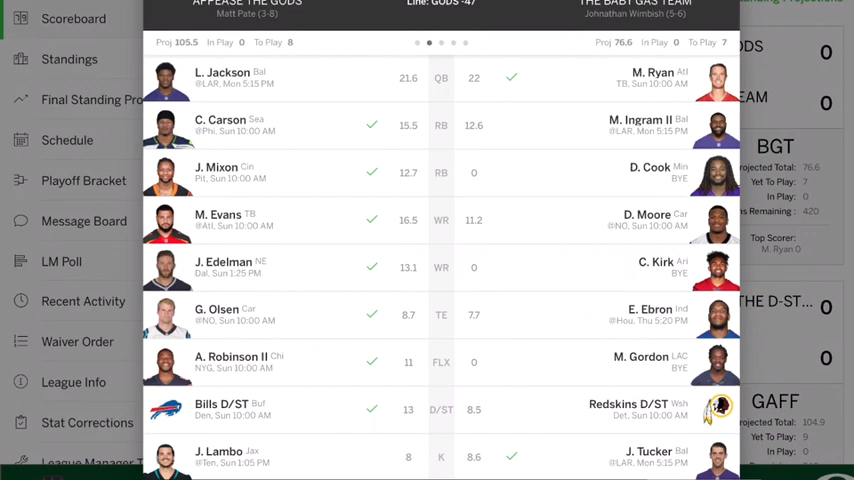 Scoreboard
Standings
Final Standing Pro
Schedule
Playoff Bracket
Message Board
LM Poll
Recent Activity
Waiver Order
League Info
Stat Corrections
League Manager T
APPEASE THE GODS
Matt Pate (3-8)
Line: GODS -47
THE BABY GAS TEAM
Johnathan Wimbish (5-6)
Proj 105.5 In Play 0 To Play 8
Proj 76.6 In Play 0 To Play 7
L. Jackson Bal
@LAR, Mon 5:15 PM
21.6 QB 22
M. Ryan Atl
TB, Sun 10:00 AM
C. Carson Sea
@Phi, Sun 10:00 AM
15.5 RB 12.6
M. Ingram II Bal
@LAR, Mon 5:15 PM
J. Mixon Cin
Pit, Sun 10:00 AM
12.7 RB 0
D. Cook Min
BYE
M. Evans TB
@Atl, Sun 10:00 AM
16.5 WR 11.2
D. Moore Car
@NO, Sun 10:00 AM
J. Edelman NE
Dal, Sun 1:25 PM
13.1 WR 0
C. Kirk Ari
BYE
G. Olsen Car
@NO, Sun 10:00 AM
8.7 TE 7.7
E. Ebron Ind
@Hou, Thu 5:20 PM
A. Robinson II Chi
NYG, Sun 10:00 AM
11 FLX 0
M. Gordon LAC
BYE
Bills D/ST Buf
Den, Sun 10:00 AM
13 D/ST 8.5
Redskins D/ST Wsh
Det, Sun 10:00 AM
J. Lambo Jax
@Ten, Sun 1:05 PM
8 K 8.6
J. Tucker Bal
@LAR, Mon 5:15 PM
ODS 0
EAM 0
BGT
rojected Total: 76.6
Yet To Play: 7
In Play: 0
ns Remaining : 420
Top Scorer:
M. Ryan 0
THE D-ST... 0
0
GAFF
rojected Total: 104.9
Yet To Play: 9
In Play: 0